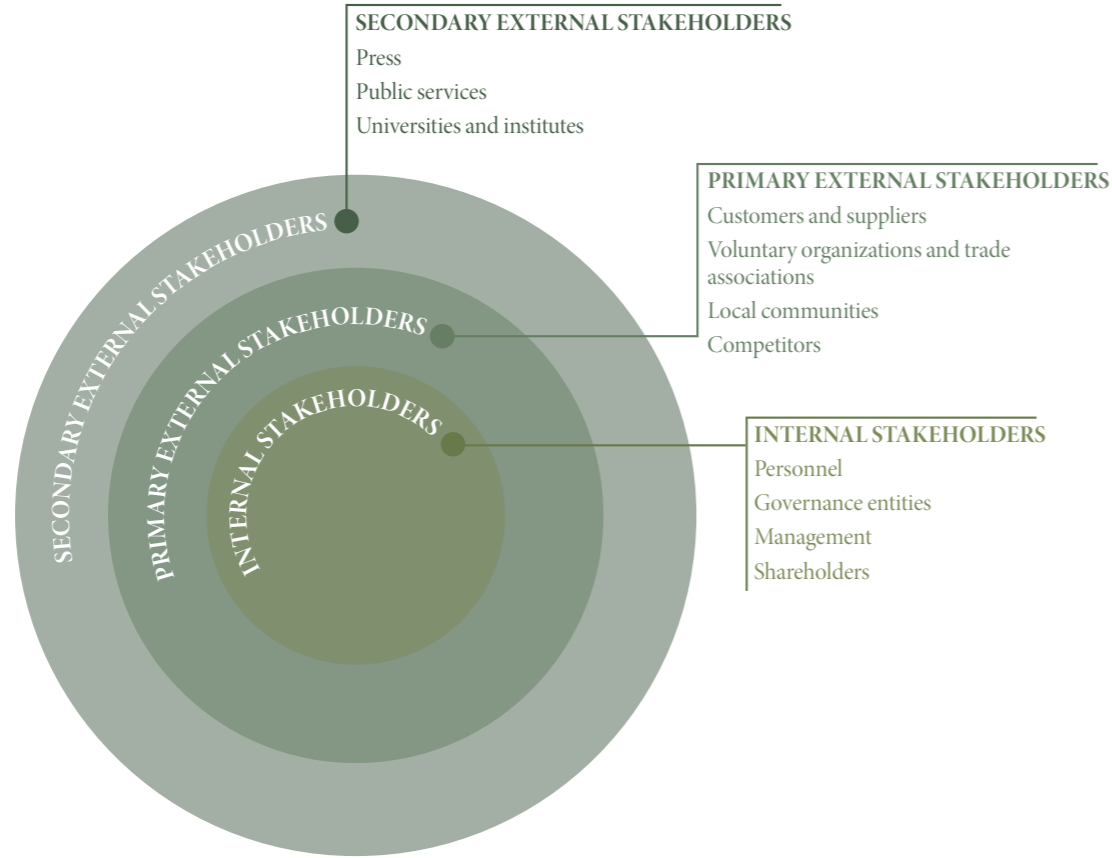 SECONDARY EXTERNAL STAKEHOLDERS
Press
Public services
Universities and institutes
PRIMARY EXTERNAL STAKEHOLDERS
Customers and suppliers
Voluntary organizations and trade
associations
Local communities
Competitors
INTERNAL STAKEHOLDERS
Personnel
Governance entities
Management
Shareholders
SECONDARY EXTERNAL STAKEHOLDERS
PRIMARY EXTERNAL STAKEHOLDERS
INTERNAL STAKEHOLDERS